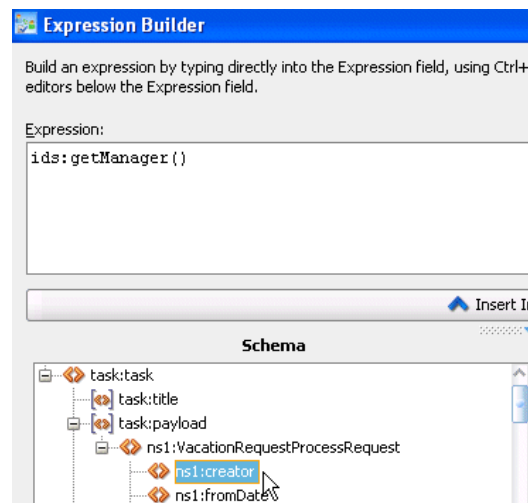 Expression Builder
Build an expression by typing directly into the Expression field, using Ctrl+
editors below the Expression field.
Expression:
ids:getManager()
Insert I
Schema
task:task
task:title
task:payload
ns1:VacationRequestProcessRequest
ns1:creator
ns1:fromDate